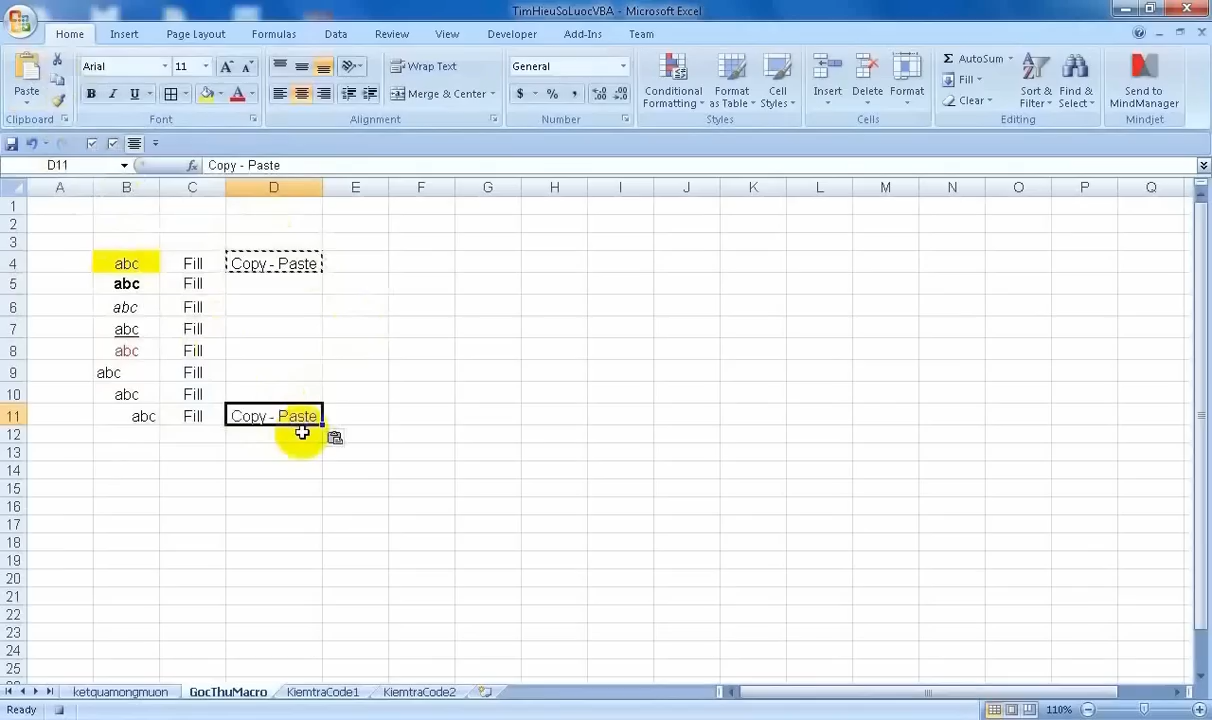 TimHieuSoLuocVBA - Microsoft Excel
Home Insert Page Layout Formulas Data Review View Developer Add-Ins Team
Paste
Clipboard
Arial 11
B I U
Font
Wrap Text
Merge & Center
Alignment
General
$ % ,
Number
Conditional Formatting
Format as Table
Cell Styles
Styles
Insert Delete Format
Cells
AutoSum
Fill
Clear
Sort & Filter
Find & Select
Editing
Send to MindManager
Mindjet
D11 fx Copy - Paste
A B C D E F G H I J K L M N O P Q
1
2
3
4 abc Fill Copy - Paste
5 abc Fill
6 abc Fill
7 abc Fill
8 abc Fill
9 abc Fill
10 abc Fill
11 abc Fill Copy - Paste
12
13
14
15
16
17
18
19
20
21
22
23
24
25
ketquamongmuon GocThuMacro KiemtraCode1 KiemtraCode2
Ready 110%